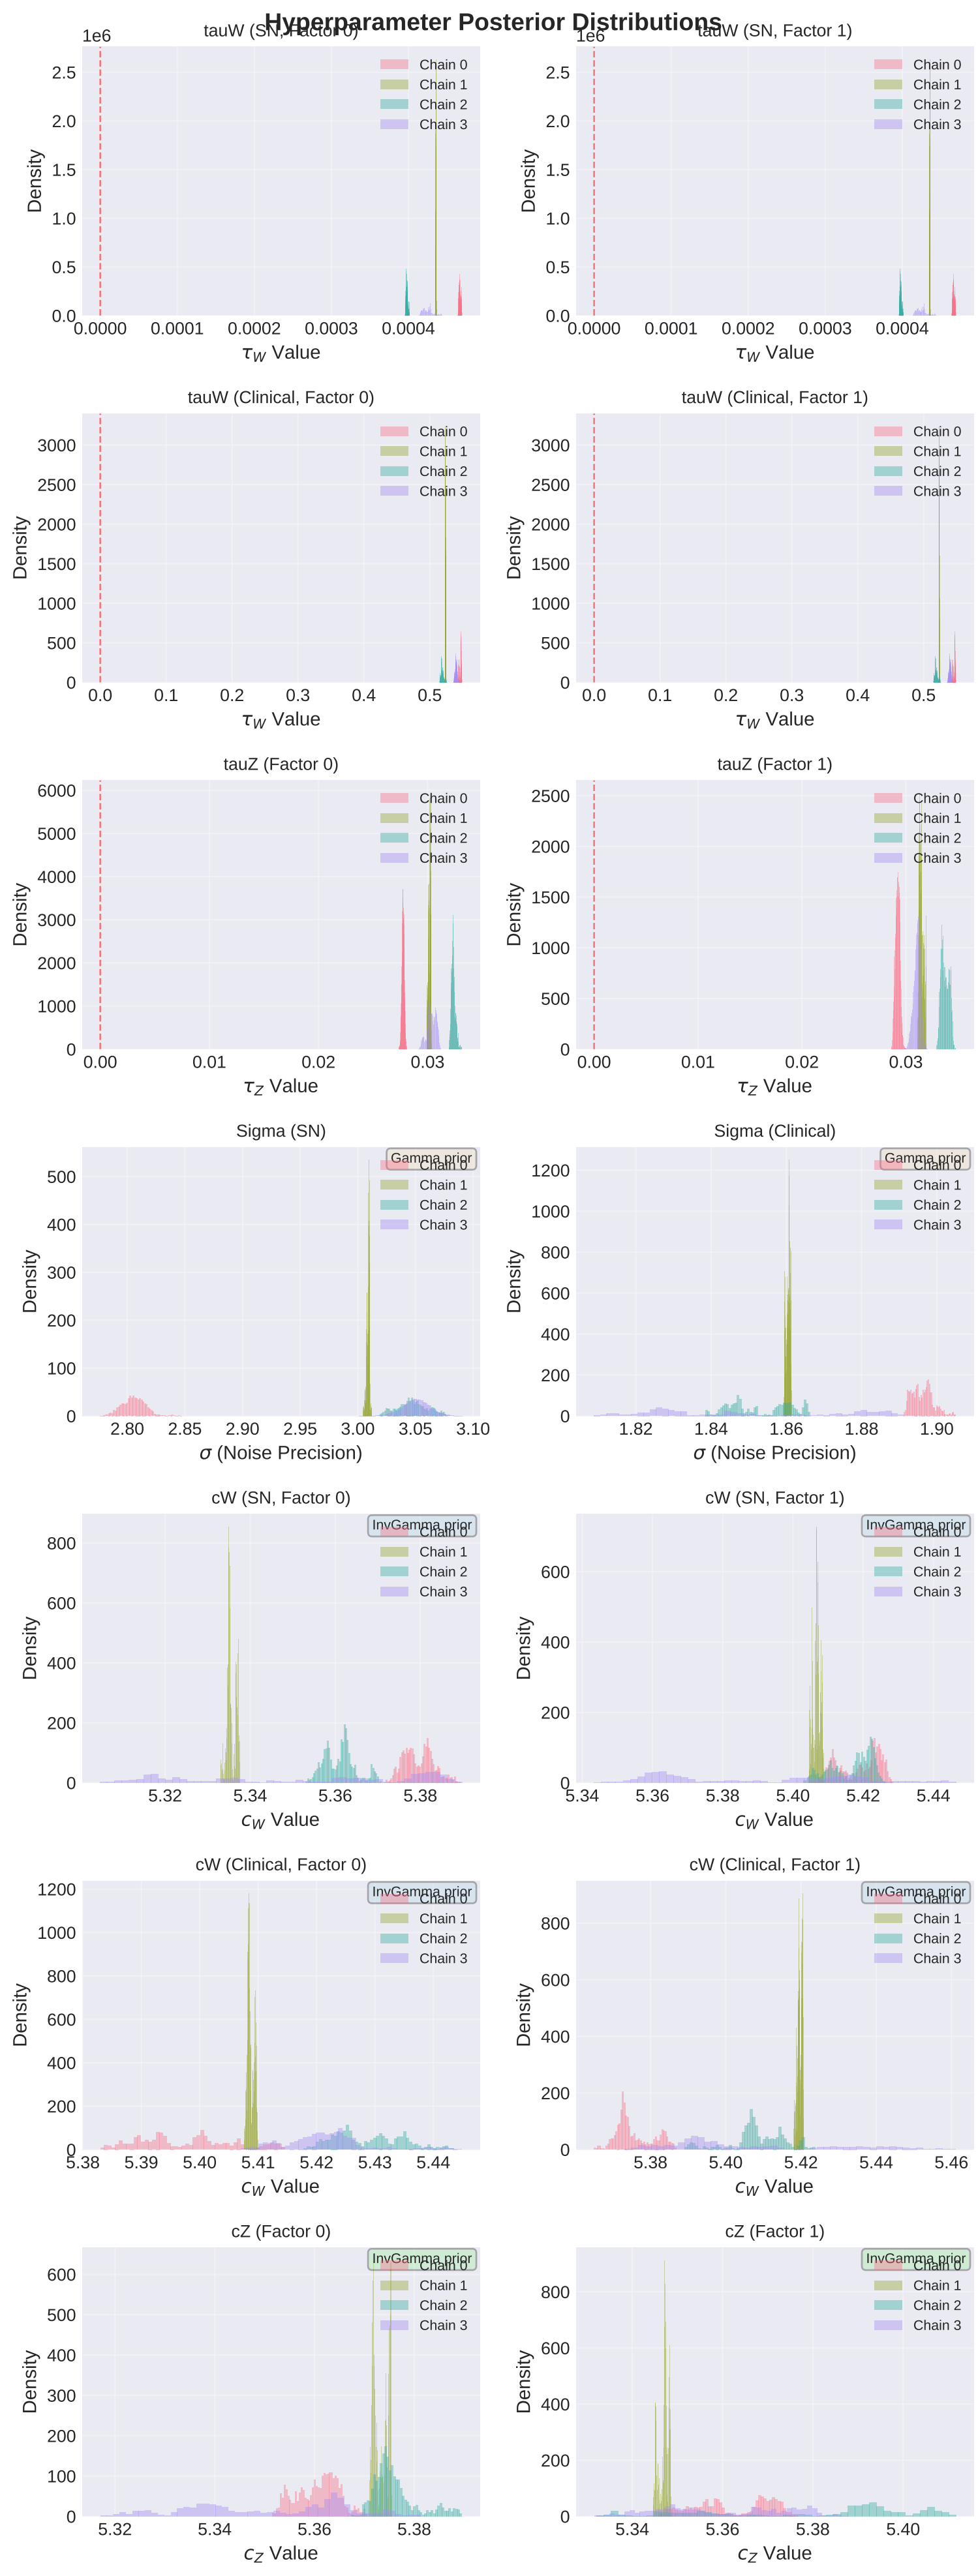 Hyperparameter Posterior Distributions
tauW (SN, Factor 0)
1e6
2.5
2.0
1.5
1.0
0.5
0.0
Density
Chain 0
Chain 1
Chain 2
Chain 3
0.0000 0.0001 0.0002 0.0003 0.0004
τW Value
tauW (SN, Factor 1)
1e6
2.5
2.0
1.5
1.0
0.5
0.0
Density
Chain 0
Chain 1
Chain 2
Chain 3
0.0000 0.0001 0.0002 0.0003 0.0004
τW Value
tauW (Clinical, Factor 0)
3000
2500
2000
1500
1000
500
0
Density
Chain 0
Chain 1
Chain 2
Chain 3
0.0 0.1 0.2 0.3 0.4 0.5
τW Value
tauW (Clinical, Factor 1)
3000
2500
2000
1500
1000
500
0
Density
Chain 0
Chain 1
Chain 2
Chain 3
0.0 0.1 0.2 0.3 0.4 0.5
τW Value
tauZ (Factor 0)
6000
5000
4000
3000
2000
1000
0
Density
Chain 0
Chain 1
Chain 2
Chain 3
0.00 0.01 0.02 0.03
τZ Value
tauZ (Factor 1)
2500
2000
1500
1000
500
0
Density
Chain 0
Chain 1
Chain 2
Chain 3
0.00 0.01 0.02 0.03
τZ Value
Sigma (SN)
500
400
300
200
100
0
Density
Gamma prior
Chain 0
Chain 1
Chain 2
Chain 3
2.80 2.85 2.90 2.95 3.00 3.05 3.10
σ (Noise Precision)
Sigma (Clinical)
1200
1000
800
600
400
200
0
Density
Gamma prior
Chain 0
Chain 1
Chain 2
Chain 3
1.82 1.84 1.86 1.88 1.90
σ (Noise Precision)
cW (SN, Factor 0)
800
600
400
200
0
Density
InvGamma prior
Chain 0
Chain 1
Chain 2
Chain 3
5.32 5.34 5.36 5.38
cW Value
cW (SN, Factor 1)
600
400
200
0
Density
InvGamma prior
Chain 0
Chain 1
Chain 2
Chain 3
5.34 5.36 5.38 5.40 5.42 5.44
cW Value
cW (Clinical, Factor 0)
1200
1000
800
600
400
200
0
Density
InvGamma prior
Chain 0
Chain 1
Chain 2
Chain 3
5.38 5.39 5.40 5.41 5.42 5.43 5.44
cW Value
cW (Clinical, Factor 1)
800
600
400
200
0
Density
InvGamma prior
Chain 0
Chain 1
Chain 2
Chain 3
5.38 5.40 5.42 5.44 5.46
cW Value
cZ (Factor 0)
600
500
400
300
200
100
0
Density
InvGamma prior
Chain 0
Chain 1
Chain 2
Chain 3
5.32 5.34 5.36 5.38
cZ Value
cZ (Factor 1)
800
600
400
200
0
Density
InvGamma prior
Chain 0
Chain 1
Chain 2
Chain 3
5.34 5.36 5.38 5.40
cZ Value